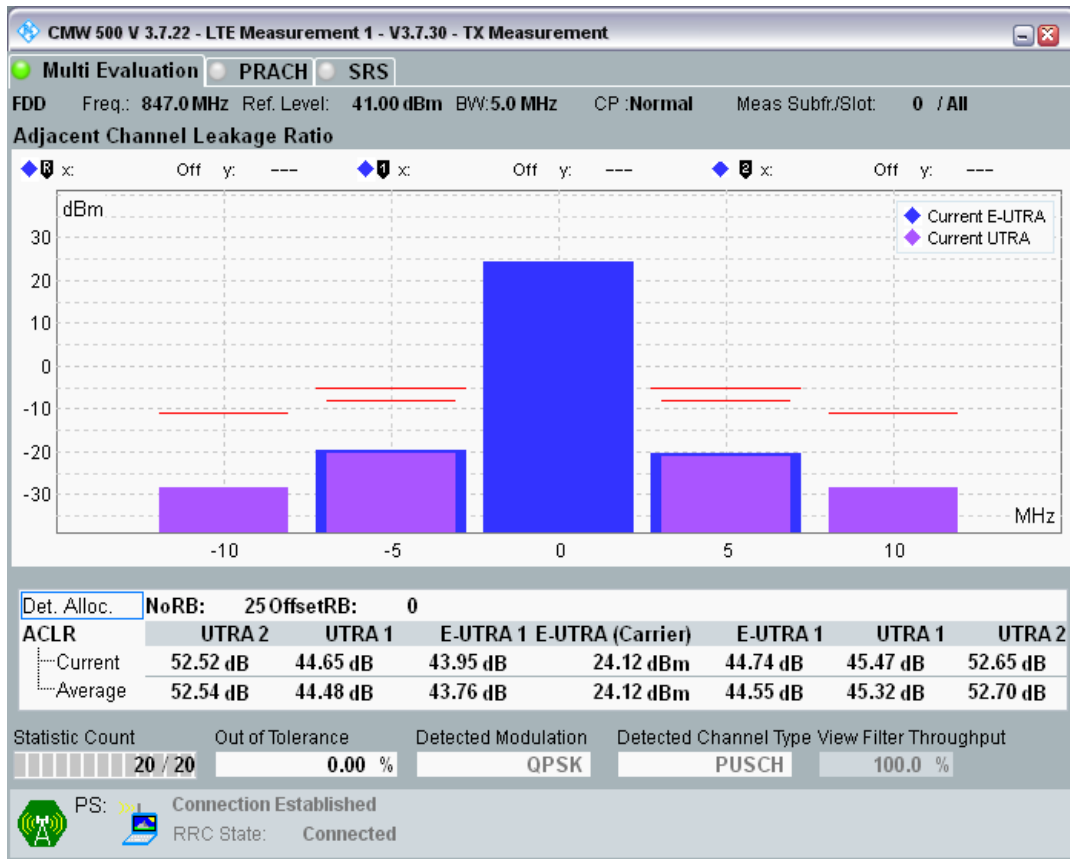 CMW 500 V 3.7.22 - LTE Measurement 1 - V3.7.30 - TX Measurement
Multi Evaluation PRACH SRS
FDD Freq.: 847.0 MHz Ref. Level: 41.00 dBm BW:5.0 MHz CP :Normal Meas Subfr./Slot: 0 / All
Adjacent Channel Leakage Ratio
R x: Off y: --- 1 x: Off y: --- 2 x: Off y: ---
dBm
Current E-UTRA
Current UTRA
30
20
10
0
-10
-20
-30
MHz
-10 -5 0 5 10
Det. Alloc. NoRB: 25 OffsetRB: 0
ACLR UTRA 2 UTRA 1 E-UTRA 1 E-UTRA (Carrier) E-UTRA 1 UTRA 1 UTRA 2
Current 52.52 dB 44.65 dB 43.95 dB 24.12 dBm 44.74 dB 45.47 dB 52.65 dB
Average 52.54 dB 44.48 dB 43.76 dB 24.12 dBm 44.55 dB 45.32 dB 52.70 dB
Statistic Count Out of Tolerance Detected Modulation Detected Channel Type View Filter Throughput
20 / 20 0.00 % QPSK PUSCH 100.0 %
PS: Connection Established
RRC State: Connected